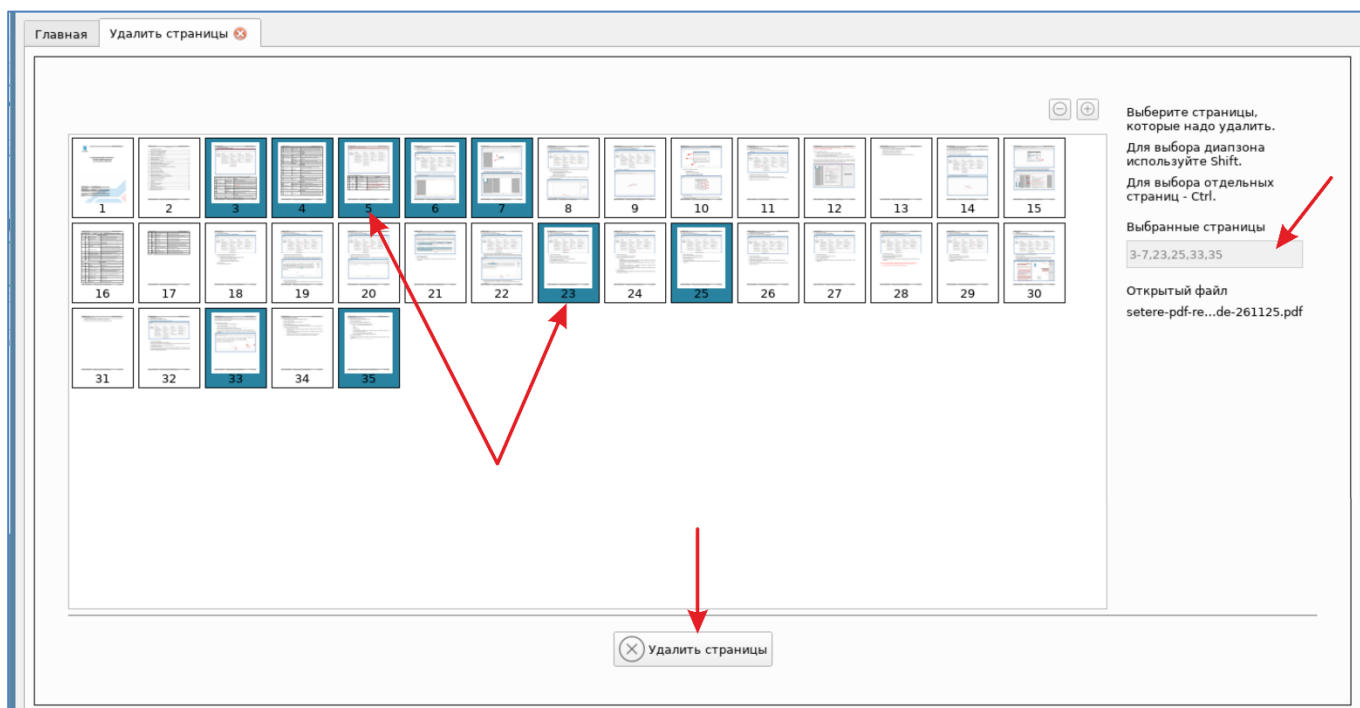 Главная
Удалить страницы
Выберите страницы,
которые надо удалить.
Для выбора диапзона
используйте Shift.
Для выбора отдельных
страниц - Ctrl.
Выбранные страницы
3-7,23,25,33,35
Открытый файл
setere-pdf-re...de-261125.pdf
1 2 3 4 5 6 7 8 9 10 11 12 13 14 15
16 17 18 19 20 21 22 23 24 25 26 27 28 29 30
31 32 33 34 35
Удалить страницы